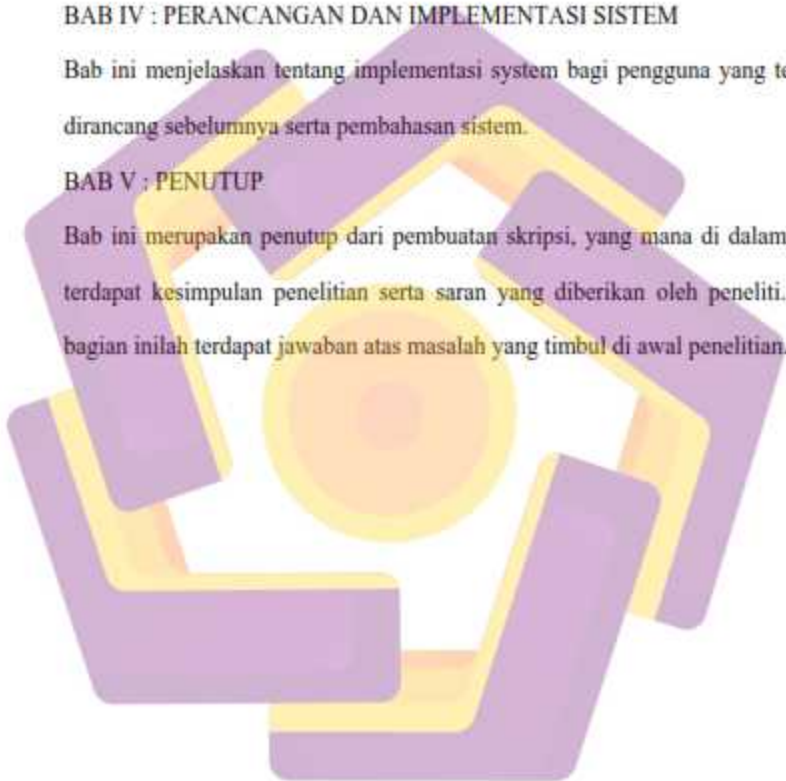 BAB IV : PERANCANGAN DAN IMPLEMENTASI SISTEM
Bab ini menjelaskan tentang implementasi system bagi pengguna yang
dirancang sebelumnya serta pembahasan sistem.
BAB V : PENUTUP
Bab ini merupakan penutup dari pembuatan skripsi, yang mana di dalam
terdapat kesimpulan penelitian serta saran yang diberikan oleh peneliti.
bagian inilah terdapat jawaban atas masalah yang timbul di awal penelitian.